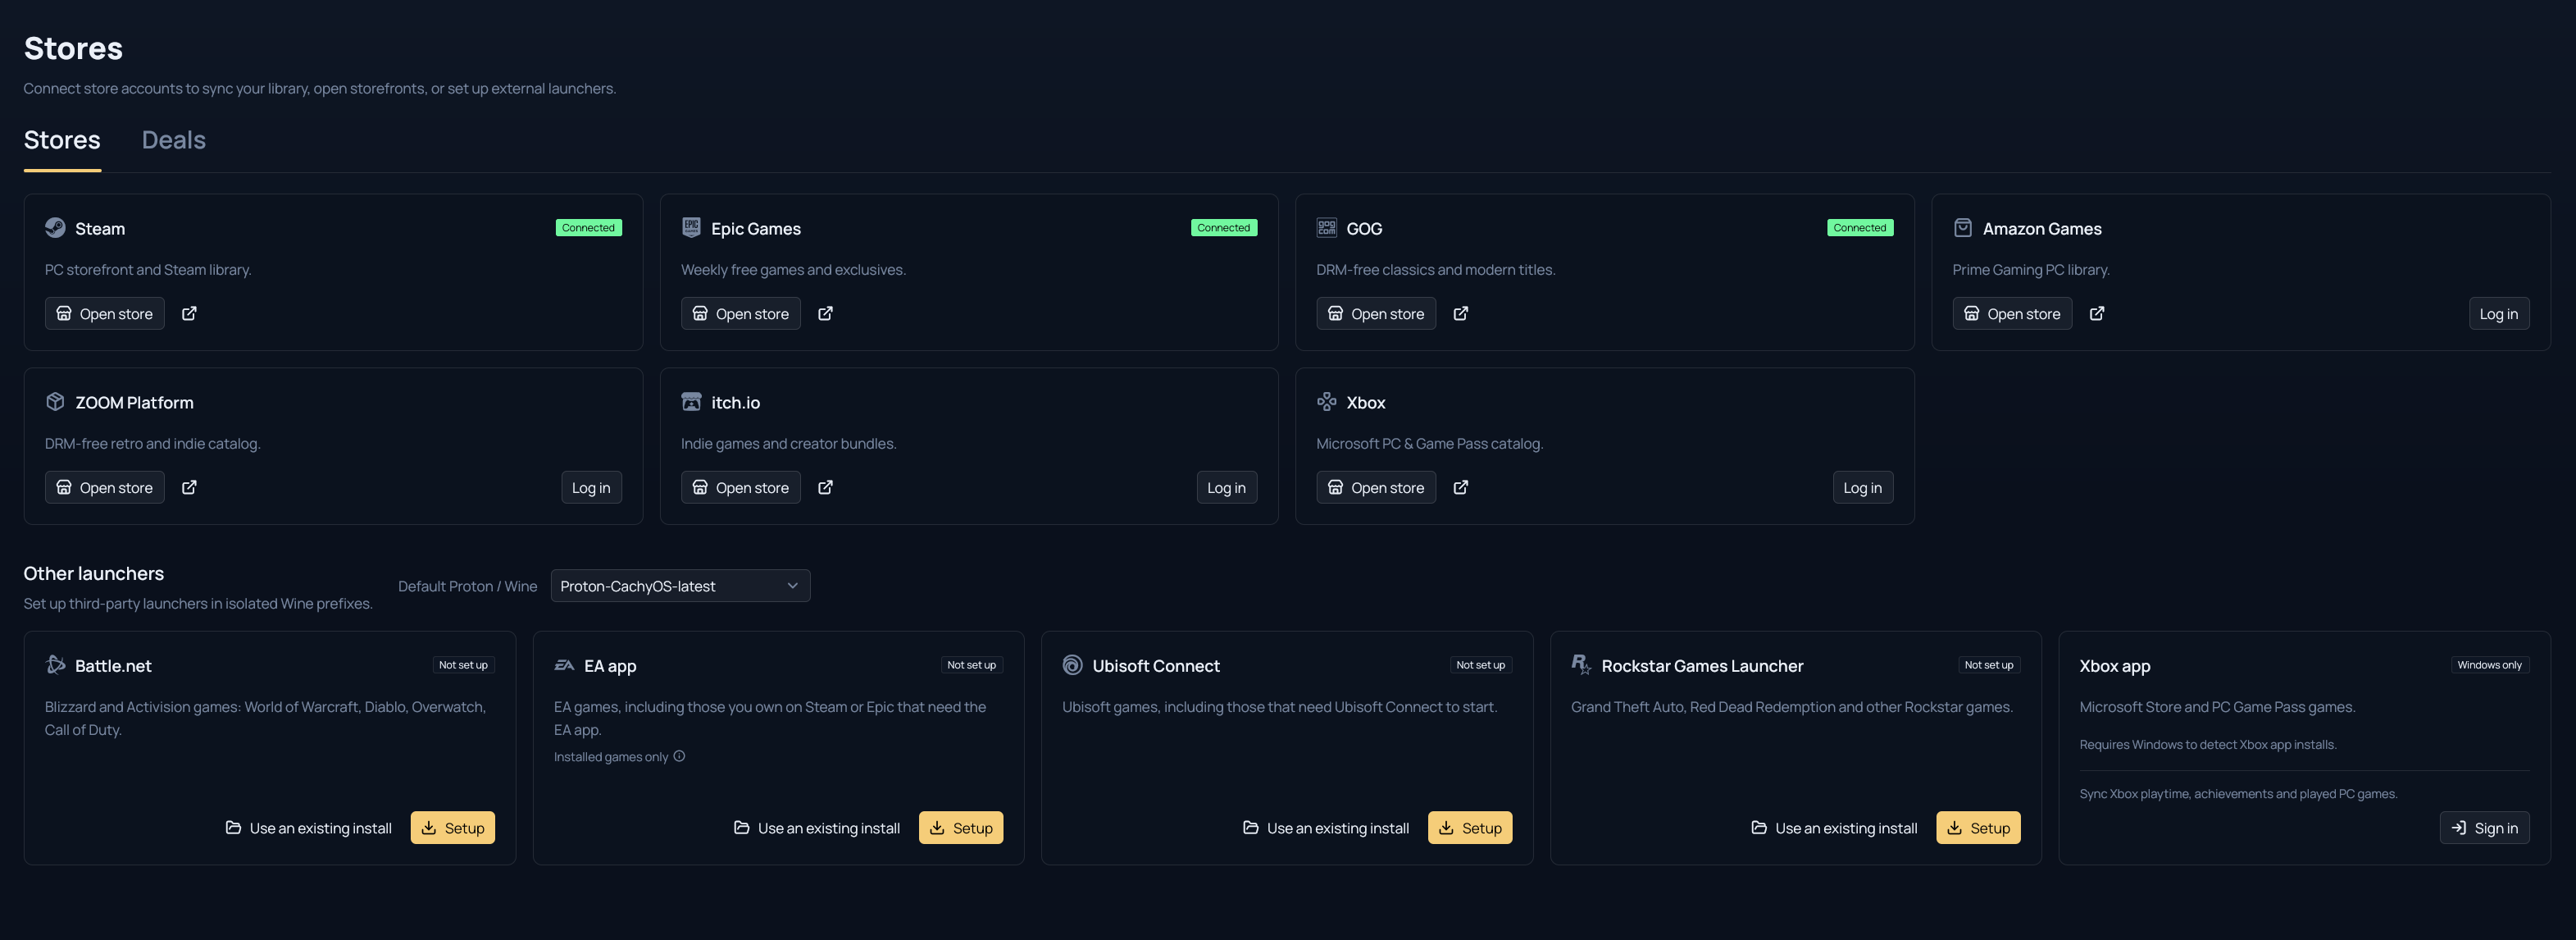 Stores
Connect store accounts to sync your library, open storefronts, or set up external launchers.
Stores Deals
Steam Connected
PC storefront and Steam library.
Open store
Epic Games Connected
Weekly free games and exclusives.
Open store
GOG Connected
DRM-free classics and modern titles.
Open store
Amazon Games
Prime Gaming PC library.
Open store Log in
ZOOM Platform
DRM-free retro and indie catalog.
Open store Log in
itch.io
Indie games and creator bundles.
Open store Log in
Xbox
Microsoft PC & Game Pass catalog.
Open store Log in
Other launchers
Set up third-party launchers in isolated Wine prefixes.
Default Proton / Wine Proton-CachyOS-latest
Battle.net Not set up
Blizzard and Activision games: World of Warcraft, Diablo, Overwatch,
Call of Duty.
Use an existing install Setup
EA app Not set up
EA games, including those you own on Steam or Epic that need the
EA app.
Installed games only
Use an existing install Setup
Ubisoft Connect Not set up
Ubisoft games, including those that need Ubisoft Connect to start.
Use an existing install Setup
Rockstar Games Launcher Not set up
Grand Theft Auto, Red Dead Redemption and other Rockstar games.
Use an existing install Setup
Xbox app Windows only
Microsoft Store and PC Game Pass games.
Requires Windows to detect Xbox app installs.
Sync Xbox playtime, achievements and played PC games.
Sign in